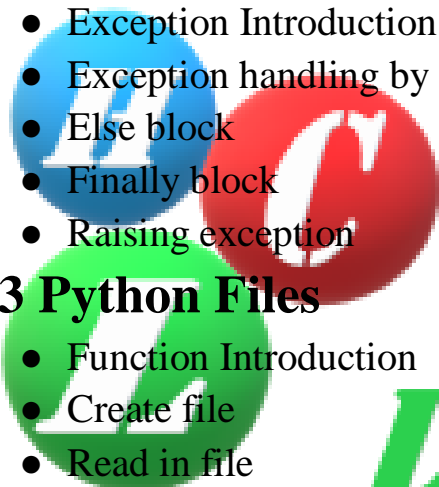 ● Exception Introduction
● Exception handling by
● Else block
● Finally block
● Raising exception
3 Python Files
● Function Introduction
● Create file
● Read in file
H
C
L